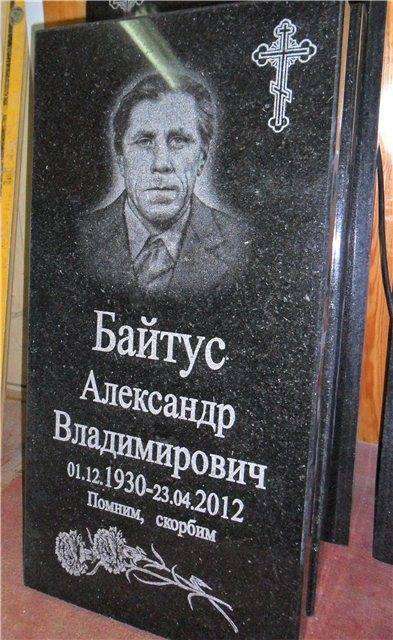 Байтус
Александр
Владимирович
01.12.1930-23.04.2012
Помним, скорбим